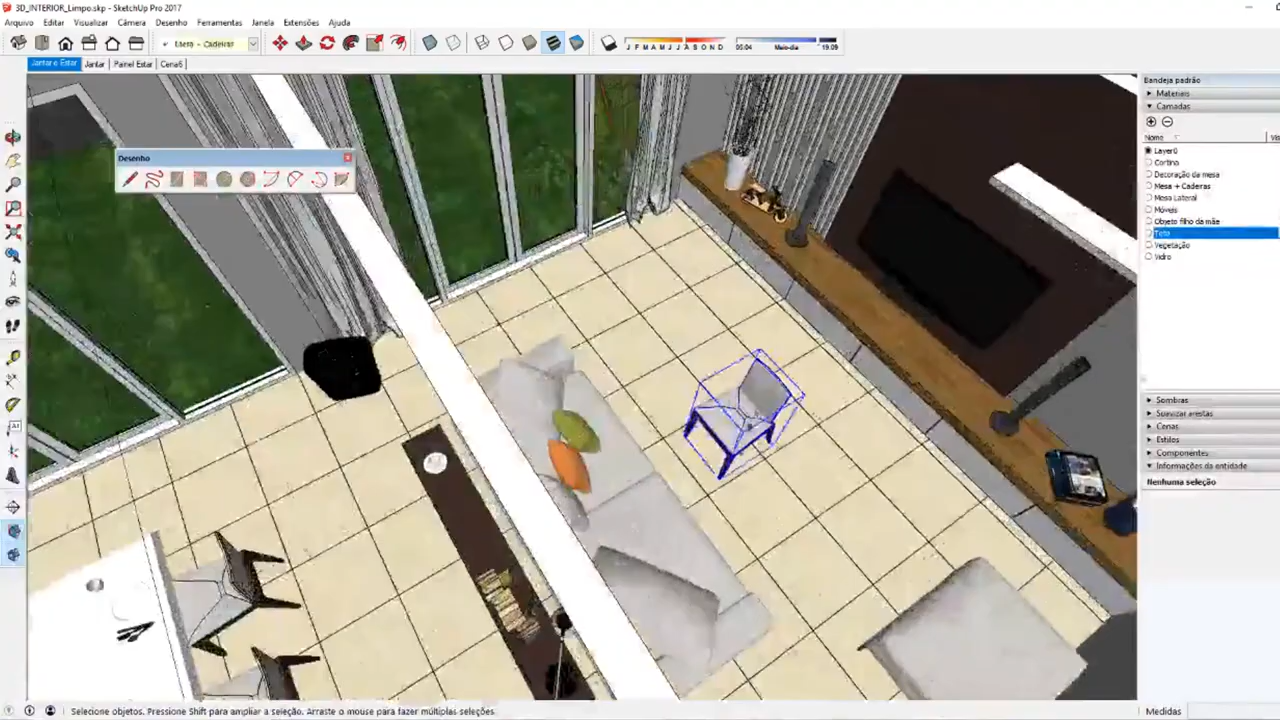 3D_INTERIOR_Limpo.skp - SketchUp Pro 2017
Arquivo Editar Visualizar Câmera Desenho Ferramentas Janela Extensões Ajuda
Mesa + Cadeiras
J F M A M J J A S O N D 06:04 Meio-dia 19:09
Jantar e Estar Jantar Painel Estar Cena6
Bandeja padrão
Materiais
Camadas
Nome Vis
Layer0
Cortina
Decoração da mesa
Mesa + Cadeiras
Mesa Lateral
Móveis
Objeto filho da mãe
Teto
Vegetação
Vidro
Desenho
Sombras
Suavizar arestas
Cenas
Estilos
Componentes
Informações da entidade
Nenhuma seleção
Selecione objetos. Pressione Shift para ampliar a seleção. Arraste o mouse para fazer múltiplas seleções.
Medidas